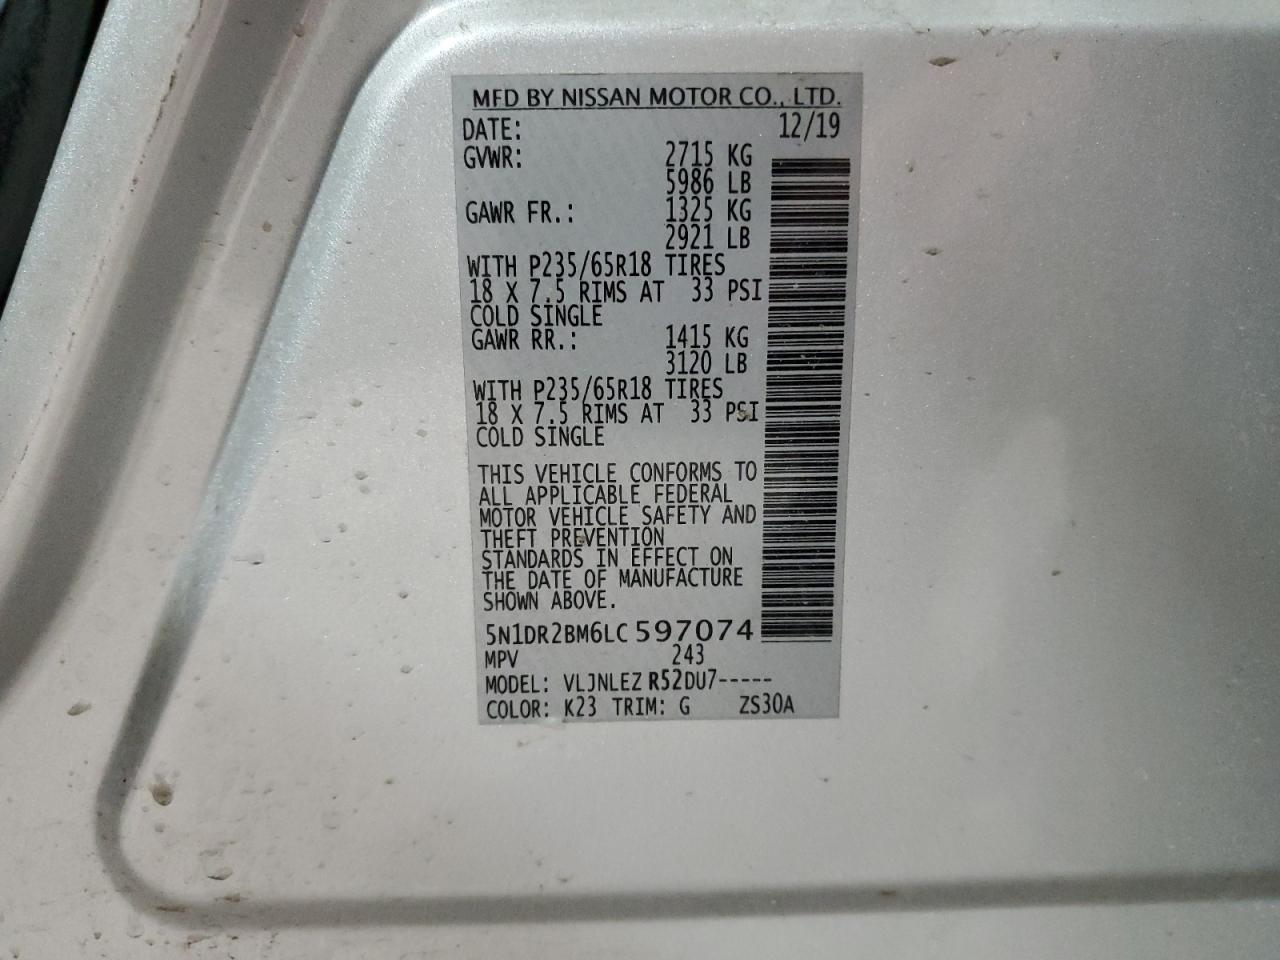 MFD BY NISSAN MOTOR CO., LTD.
DATE: 12/19
GVWR: 2715 KG
5986 LB
GAWR FR.: 1325 KG
2921 LB
WITH P235/65R18 TIRES
18 X 7.5 RIMS AT 33 PSI
COLD SINGLE
GAWR RR.: 1415 KG
3120 LB
WITH P235/65R18 TIRES
18 X 7.5 RIMS AT 33 PSI
COLD SINGLE
THIS VEHICLE CONFORMS TO
ALL APPLICABLE FEDERAL
MOTOR VEHICLE SAFETY AND
THEFT PREVENTION
STANDARDS IN EFFECT ON
THE DATE OF MANUFACTURE
SHOWN ABOVE.
5N1DR2BM6LC597074
MPV 243
MODEL: VLJNLEZ R52DU7-----
COLOR: K23 TRIM: G ZS30A